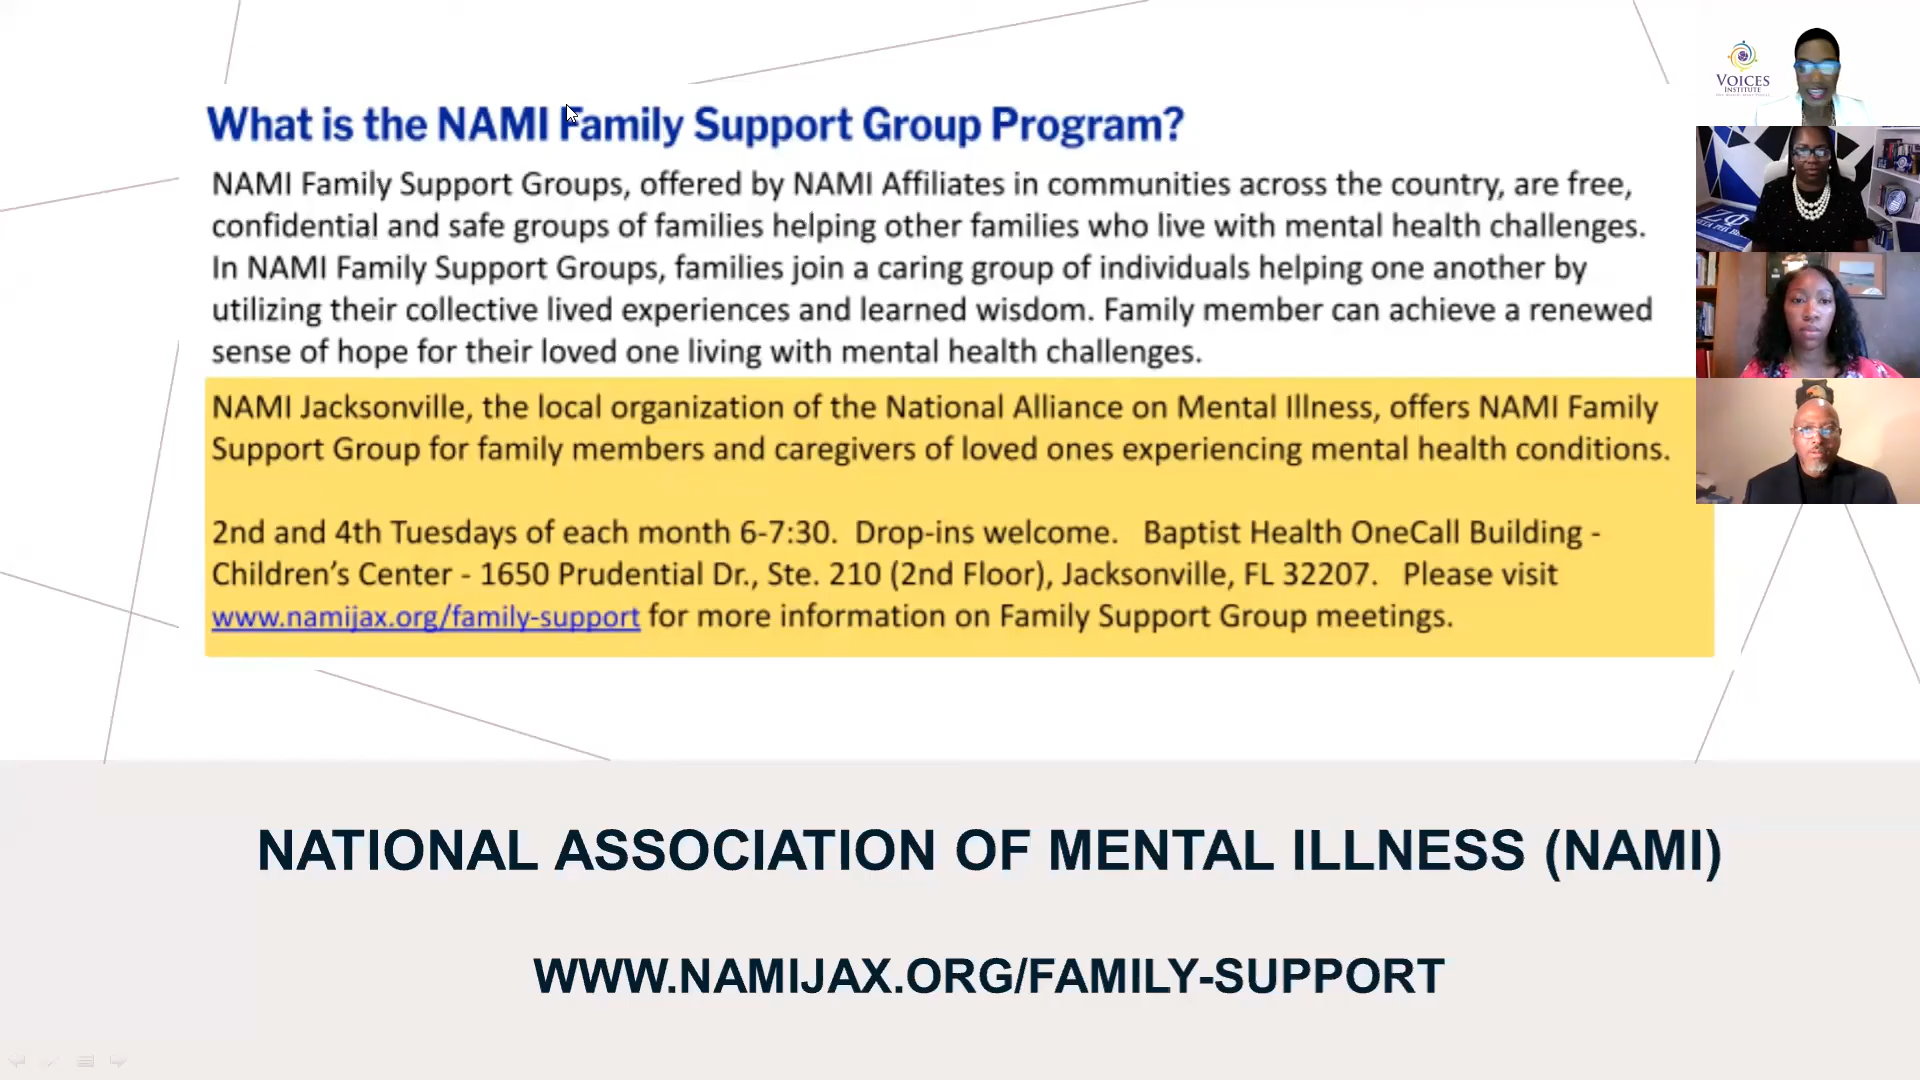 What is the NAMI Family Support Group Program?
NAMI Family Support Groups, offered by NAMI Affiliates in communities across the country, are free,
confidential and safe groups of families helping other families who live with mental health challenges.
In NAMI Family Support Groups, families join a caring group of individuals helping one another by
utilizing their collective lived experiences and learned wisdom. Family member can achieve a renewed
sense of hope for their loved one living with mental health challenges.
NAMI Jacksonville, the local organization of the National Alliance on Mental Illness, offers NAMI Family
Support Group for family members and caregivers of loved ones experiencing mental health conditions.
2nd and 4th Tuesdays of each month 6-7:30. Drop-ins welcome. Baptist Health OneCall Building -
Children's Center - 1650 Prudential Dr., Ste. 210 (2nd Floor), Jacksonville, FL 32207. Please visit
www.namijax.org/family-support for more information on Family Support Group meetings.
NATIONAL ASSOCIATION OF MENTAL ILLNESS (NAMI)
WWW.NAMIJAX.ORG/FAMILY-SUPPORT
VOICES
INSTITUTE
ΖΦ